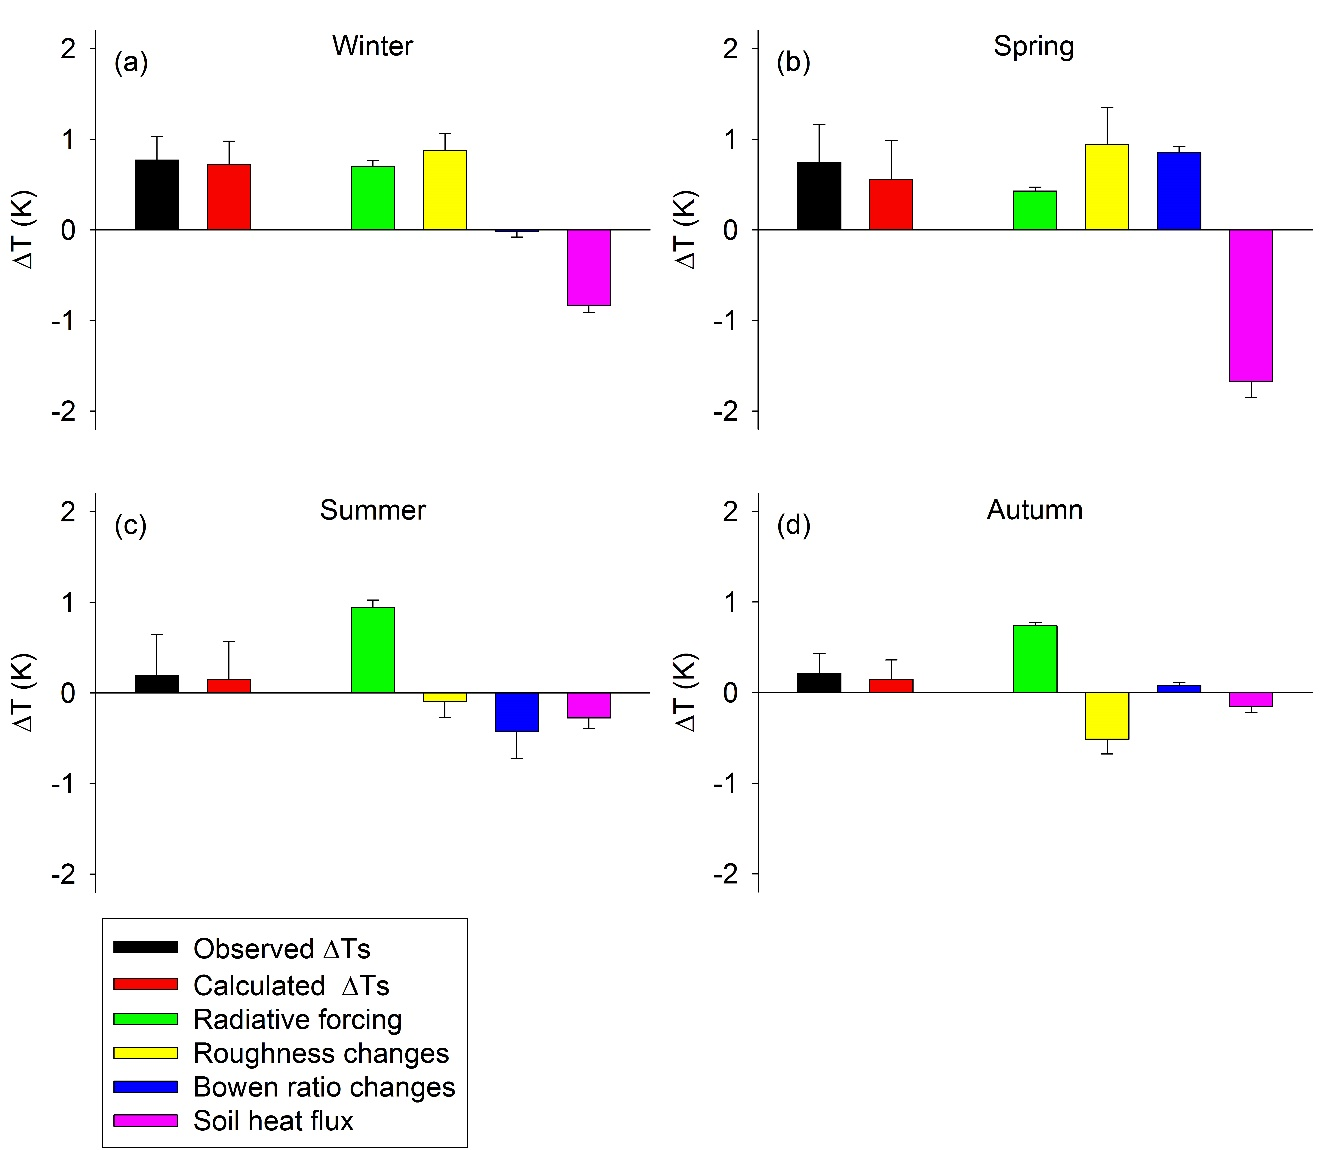 (a) Winter
2
1
0
-1
-2
ΔT (K)
(b) Spring
2
1
0
-1
-2
ΔT (K)
(c) Summer
2
1
0
-1
-2
ΔT (K)
(d) Autumn
2
1
0
-1
-2
ΔT (K)
Observed ΔTs
Calculated ΔTs
Radiative forcing
Roughness changes
Bowen ratio changes
Soil heat flux